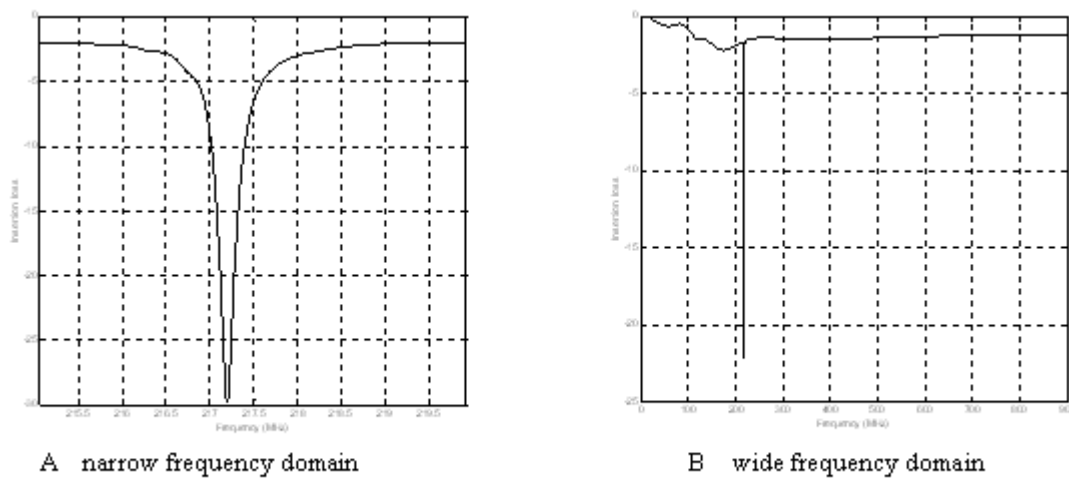 0
-5
-10
-15
-20
-25
-30
Insertion loss
215.5 216 216.5 217 217.5 218 218.5 219 219.5
Frequency (MHz)
A narrow frequency domain
0
-5
-10
-15
-20
-25
Insertion loss
0 100 200 300 400 500 600 700 800 900
Frequency (MHz)
B wide frequency domain